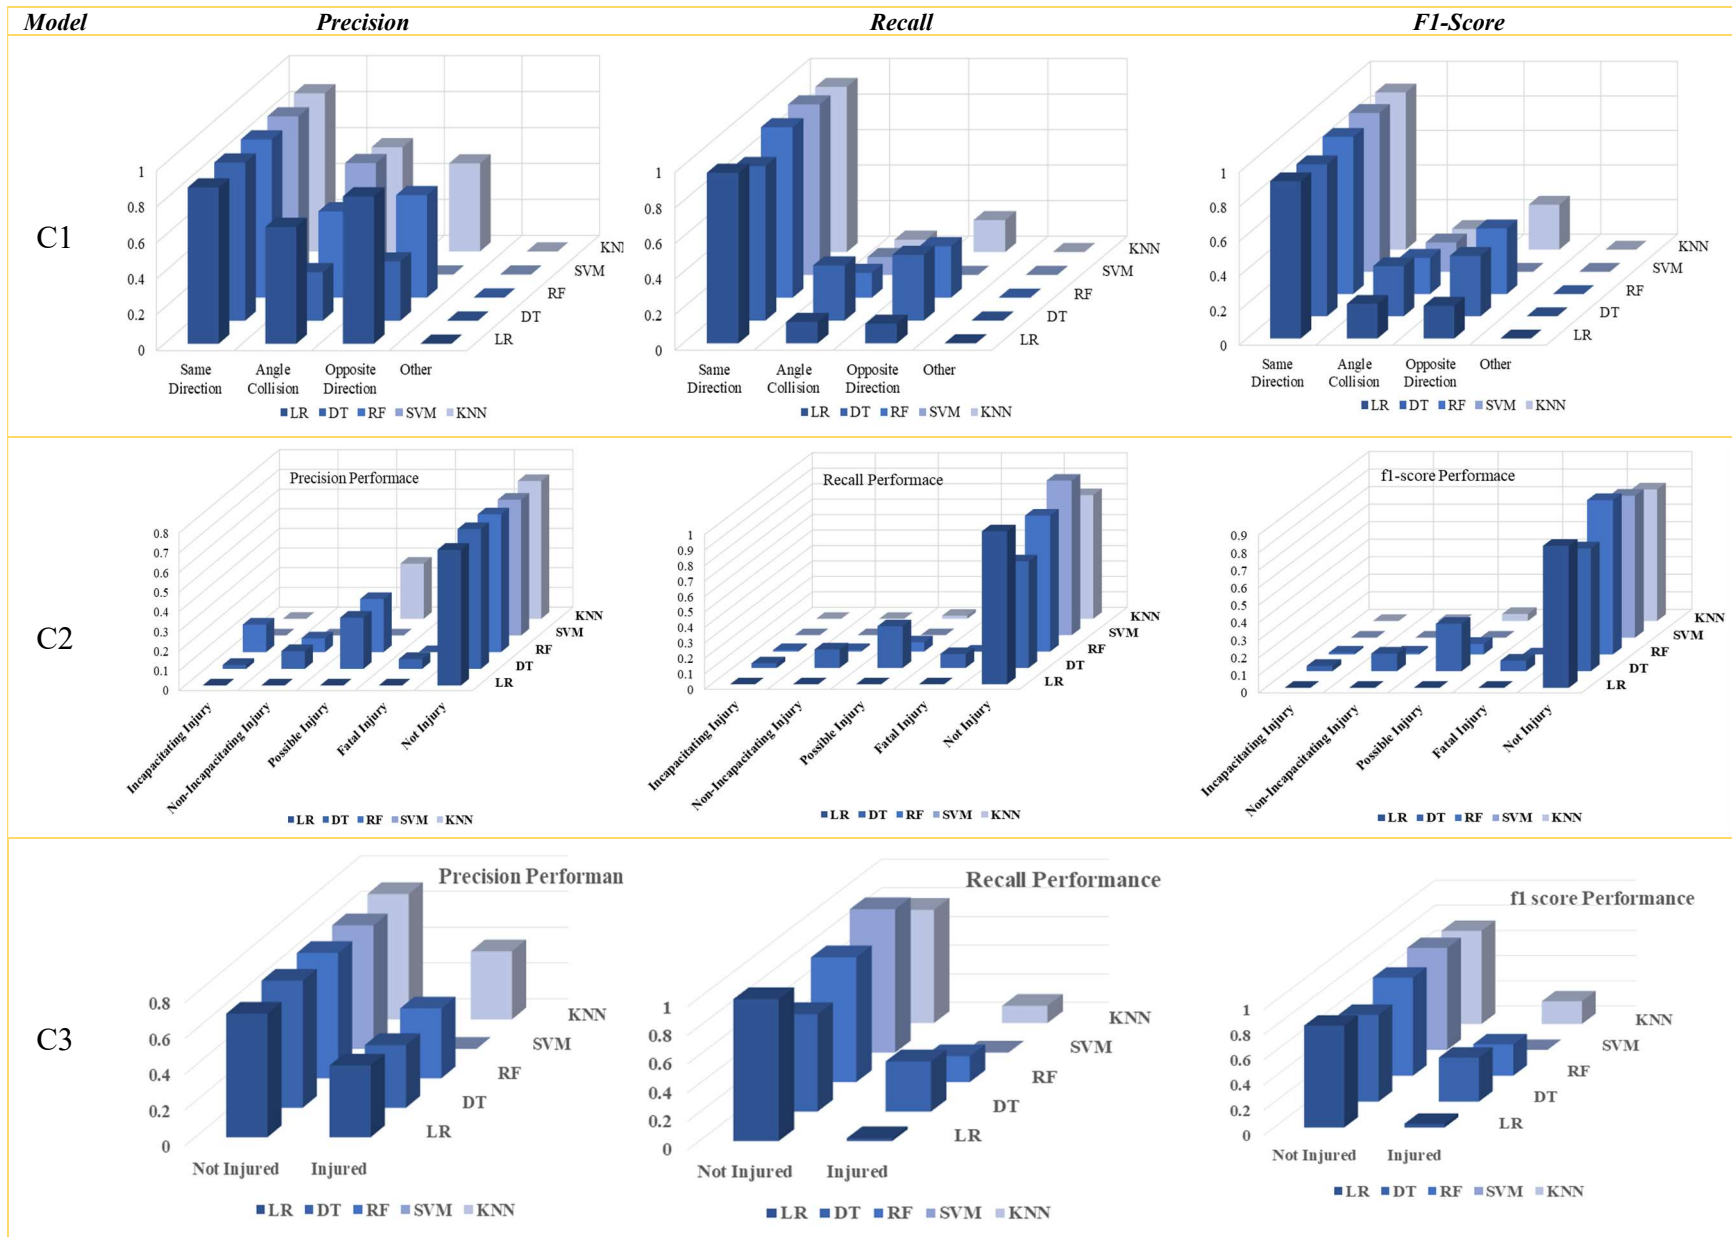 Model Precision Recall F1-Score
C1
1
0.8
0.6
0.4
0.2
0
Same Direction
Angle Collision
Opposite Direction
Other
LR
DT
RF
SVM
KNN
LR DT RF SVM KNN
1
0.8
0.6
0.4
0.2
0
Same Direction
Angle Collision
Opposite Direction
Other
LR
DT
RF
SVM
KNN
LR DT RF SVM KNN
1
0.8
0.6
0.4
0.2
0
Same Direction
Angle Collision
Opposite Direction
Other
LR
DT
RF
SVM
KNN
LR DT RF SVM KNN
C2
Precision Performace
0.8
0.7
0.6
0.5
0.4
0.3
0.2
0.1
0
Incapacitating Injury
Non-Incapacitating Injury
Possible Injury
Fatal Injury
Not Injury
LR
DT
RF
SVM
KNN
LR DT RF SVM KNN
Recall Performace
1
0.9
0.8
0.7
0.6
0.5
0.4
0.3
0.2
0.1
0
Incapacitating Injury
Non-Incapacitating Injury
Possible Injury
Fatal Injury
Not Injury
LR
DT
RF
SVM
KNN
LR DT RF SVM KNN
f1-score Performace
0.9
0.8
0.7
0.6
0.5
0.4
0.3
0.2
0.1
0
Incapacitating Injury
Non-Incapacitating Injury
Possible Injury
Fatal Injury
Not Injury
LR
DT
RF
SVM
KNN
LR DT RF SVM KNN
C3
Precision Performan
0.8
0.6
0.4
0.2
0
Not Injured
Injured
LR
DT
RF
SVM
KNN
LR DT RF SVM KNN
Recall Performance
1
0.8
0.6
0.4
0.2
0
Not Injured
Injured
LR
DT
RF
SVM
KNN
LR DT RF SVM KNN
f1 score Performance
1
0.8
0.6
0.4
0.2
0
Not Injured
Injured
LR
DT
RF
SVM
KNN
LR DT RF SVM KNN